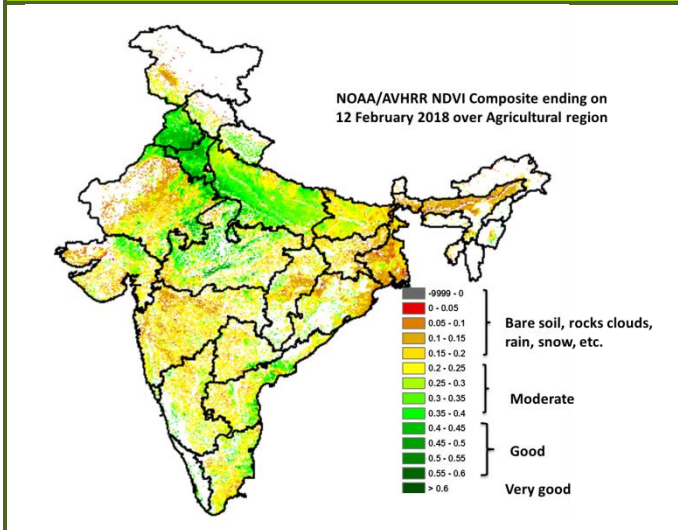 NOAA/AVHRR NDVI Composite ending on
12 February 2018 over Agricultural region
-9999 - 0
0 - 0.05
0.05 - 0.1
0.1 - 0.15
0.15 - 0.2
0.2 - 0.25
0.25 - 0.3
0.3 - 0.35
0.35 - 0.4
0.4 - 0.45
0.45 - 0.5
0.5 - 0.55
0.55 - 0.6
> 0.6
Bare soil, rocks clouds,
rain, snow, etc.
Moderate
Good
Very good